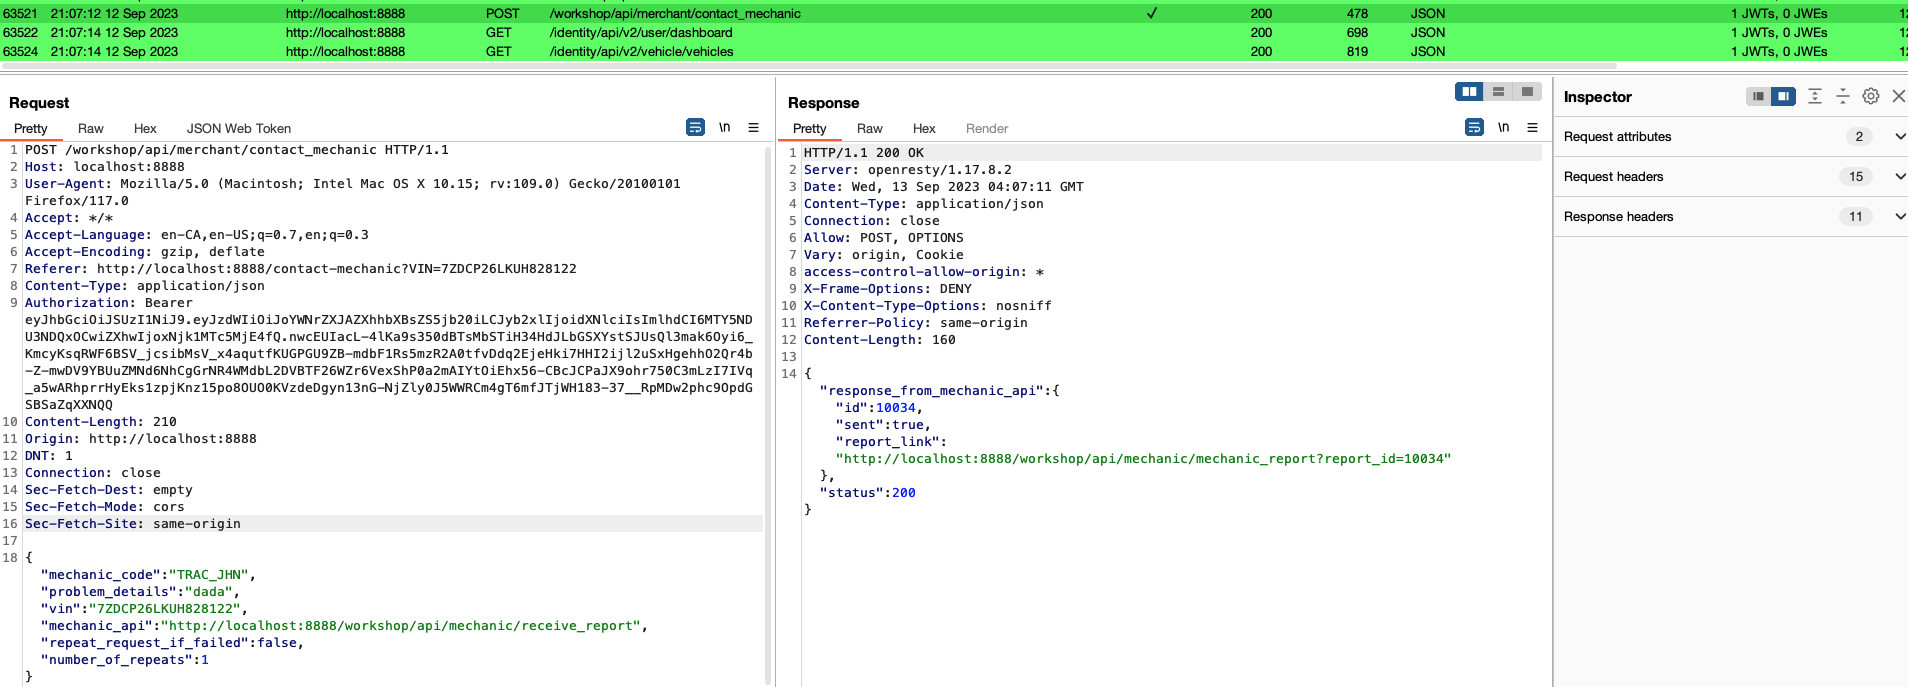 63521 21:07:12 12 Sep 2023 http://localhost:8888 POST /workshop/api/merchant/contact_mechanic ✓ 200 478 JSON 1 JWTs, 0 JWEs
63522 21:07:14 12 Sep 2023 http://localhost:8888 GET /identity/api/v2/user/dashboard 200 698 JSON 1 JWTs, 0 JWEs
63524 21:07:14 12 Sep 2023 http://localhost:8888 GET /identity/api/v2/vehicle/vehicles 200 819 JSON 1 JWTs, 0 JWEs
Request
Pretty Raw Hex JSON Web Token \n
1 POST /workshop/api/merchant/contact_mechanic HTTP/1.1
2 Host: localhost:8888
3 User-Agent: Mozilla/5.0 (Macintosh; Intel Mac OS X 10.15; rv:109.0) Gecko/20100101
Firefox/117.0
4 Accept: */*
5 Accept-Language: en-CA,en-US;q=0.7,en;q=0.3
6 Accept-Encoding: gzip, deflate
7 Referer: http://localhost:8888/contact-mechanic?VIN=7ZDCP26LKUH828122
8 Content-Type: application/json
9 Authorization: Bearer
eyJhbGciOiJSUzI1NiJ9.eyJzdWIiOiJoYWNrZXJAZXhhbXBsZS5jb20iLCJyb2xlIjoidXNlciIsImlhdCI6MTY5ND
U3NDQxOCwiZXhwIjoxNjk1MTc5MjE4fQ.nwcEUIacL-4lKa9s350dBTsMbSTiH34HdJLbGSXYstSJUsQl3mak6Oyi6_
KmcyKsqRWF6BSV_jcsibMsV_x4aqutfKUGPGU9ZB-mdbF1Rs5mzR2A0tfvDdq2EjeHki7HHI2ijl2uSxHgehhO2Qr4b
-Z-mwDV9YBUuZMNd6NhCgGrNR4WMdbL2DVBTF26WZr6VexShP0a2mAIYtOiEhx56-CBcJCPaJX9ohr750C3mLzI7IVq
_a5wARhprrHyEks1zpjKnz15po8OUO0KVzdeDgyn13nG-NjZly0J5WWRCm4gT6mfJTjWH183-37__RpMDw2phc9OpdG
SBSaZqXXNQQ
10 Content-Length: 210
11 Origin: http://localhost:8888
12 DNT: 1
13 Connection: close
14 Sec-Fetch-Dest: empty
15 Sec-Fetch-Mode: cors
16 Sec-Fetch-Site: same-origin
17
18 {
"mechanic_code":"TRAC_JHN",
"problem_details":"dada",
"vin":"7ZDCP26LKUH828122",
"mechanic_api":"http://localhost:8888/workshop/api/mechanic/receive_report",
"repeat_request_if_failed":false,
"number_of_repeats":1
}
Response
Pretty Raw Hex Render \n
1 HTTP/1.1 200 OK
2 Server: openresty/1.17.8.2
3 Date: Wed, 13 Sep 2023 04:07:11 GMT
4 Content-Type: application/json
5 Connection: close
6 Allow: POST, OPTIONS
7 Vary: origin, Cookie
8 access-control-allow-origin: *
9 X-Frame-Options: DENY
10 X-Content-Type-Options: nosniff
11 Referrer-Policy: same-origin
12 Content-Length: 160
13
14 {
"response_from_mechanic_api":{
"id":10034,
"sent":true,
"report_link":
"http://localhost:8888/workshop/api/mechanic/mechanic_report?report_id=10034"
},
"status":200
}
Inspector
Request attributes 2
Request headers 15
Response headers 11